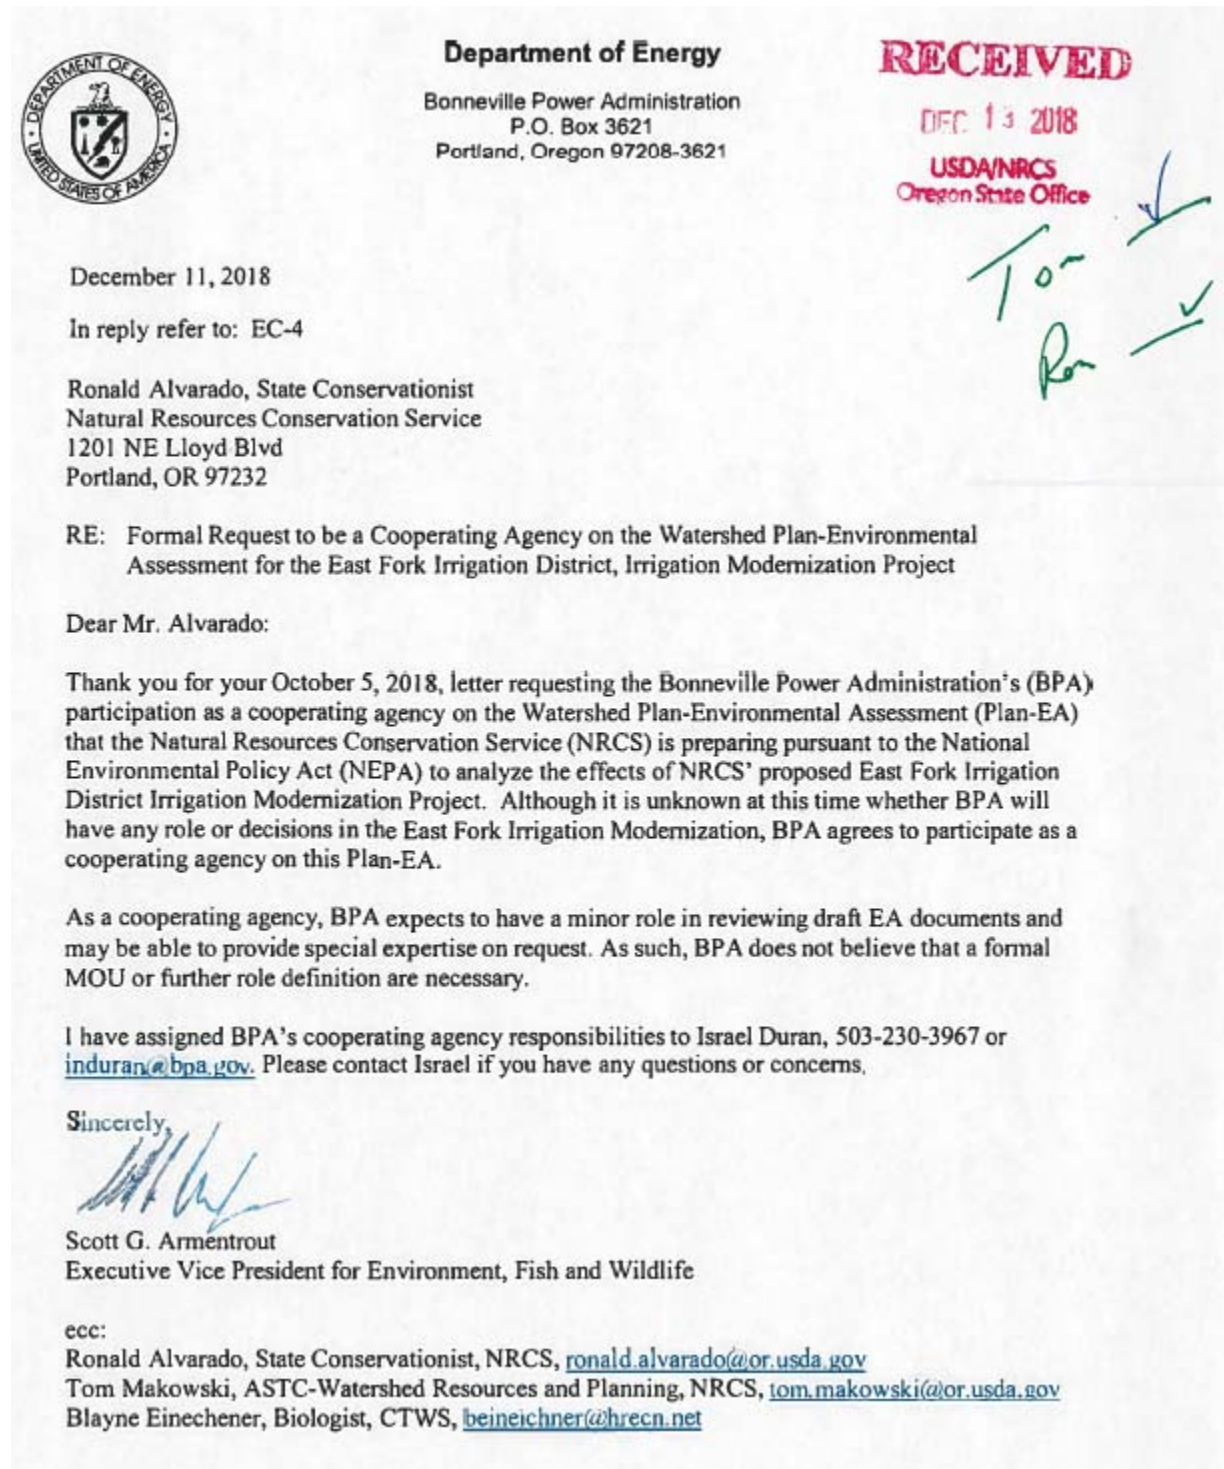 DEPARTMENT OF ENERGY
UNITED STATES OF AMERICA
Department of Energy
Bonneville Power Administration
P.O. Box 3621
Portland, Oregon 97208-3621
RECEIVED
DEC 13 2018
USDA/NRCS
Oregon State Office
Tom
Ron
December 11, 2018
In reply refer to: EC-4
Ronald Alvarado, State Conservationist
Natural Resources Conservation Service
1201 NE Lloyd Blvd
Portland, OR 97232
RE: Formal Request to be a Cooperating Agency on the Watershed Plan-Environmental
Assessment for the East Fork Irrigation District, Irrigation Modernization Project
Dear Mr. Alvarado:
Thank you for your October 5, 2018, letter requesting the Bonneville Power Administration's (BPA)
participation as a cooperating agency on the Watershed Plan-Environmental Assessment (Plan-EA)
that the Natural Resources Conservation Service (NRCS) is preparing pursuant to the National
Environmental Policy Act (NEPA) to analyze the effects of NRCS' proposed East Fork Irrigation
District Irrigation Modernization Project. Although it is unknown at this time whether BPA will
have any role or decisions in the East Fork Irrigation Modernization, BPA agrees to participate as a
cooperating agency on this Plan-EA.
As a cooperating agency, BPA expects to have a minor role in reviewing draft EA documents and
may be able to provide special expertise on request. As such, BPA does not believe that a formal
MOU or further role definition are necessary.
I have assigned BPA's cooperating agency responsibilities to Israel Duran, 503-230-3967 or
induran@bpa.gov. Please contact Israel if you have any questions or concerns.
Sincerely,
Scott G. Armentrout
Executive Vice President for Environment, Fish and Wildlife
ecc:
Ronald Alvarado, State Conservationist, NRCS, ronald.alvarado@or.usda.gov
Tom Makowski, ASTC-Watershed Resources and Planning, NRCS, tom.makowski@or.usda.gov
Blayne Einechener, Biologist, CTWS, beineichner@hrecn.net